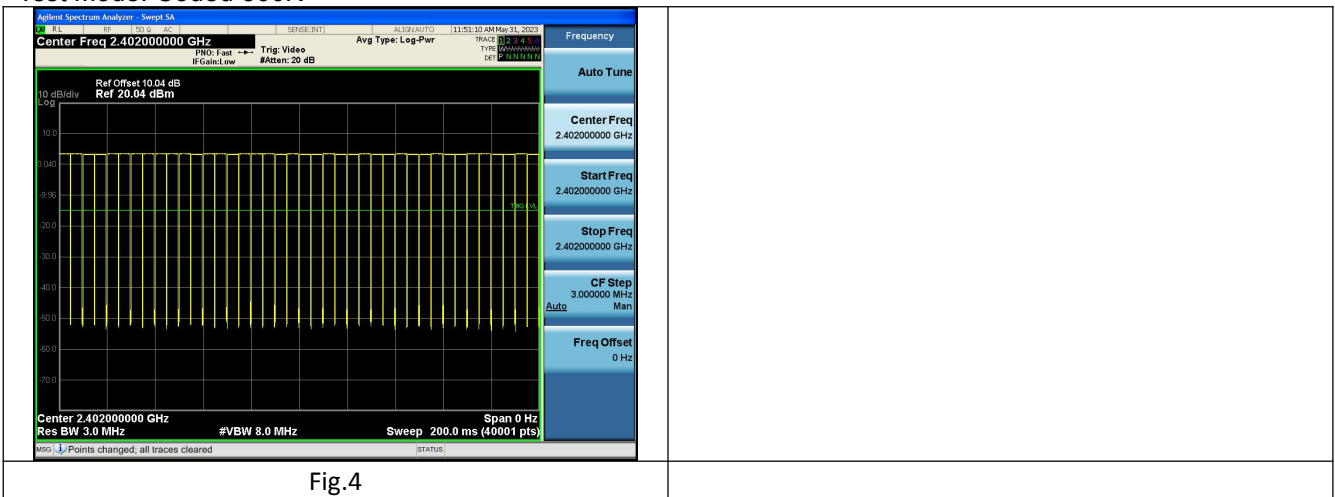 Agilent Spectrum Analyzer - Swept SA
RL RF 50 Ω AC SENSE:INT ALIGN AUTO 11:51:10 AM May 31, 2023
Center Freq 2.402000000 GHz
PNO: Fast
IFGain:Low
Trig: Video
#Atten: 20 dB
Avg Type: Log-Pwr
TRACE 1 2 3 4 5 6
TYPE
DET P N N N N N
Frequency
Auto Tune
Ref Offset 10.04 dB
10 dB/div Ref 20.04 dBm
Log
10.0
0.040
-9.96
-20.0
-30.0
-40.0
-50.0
-60.0
-70.0
Center Freq
2.402000000 GHz
Start Freq
2.402000000 GHz
Stop Freq
2.402000000 GHz
CF Step
3.000000 MHz
Auto Man
Freq Offset
0 Hz
Center 2.402000000 GHz Span 0 Hz
Res BW 3.0 MHz #VBW 8.0 MHz Sweep 200.0 ms (40001 pts)
MSG Points changed; all traces cleared STATUS
Fig.4